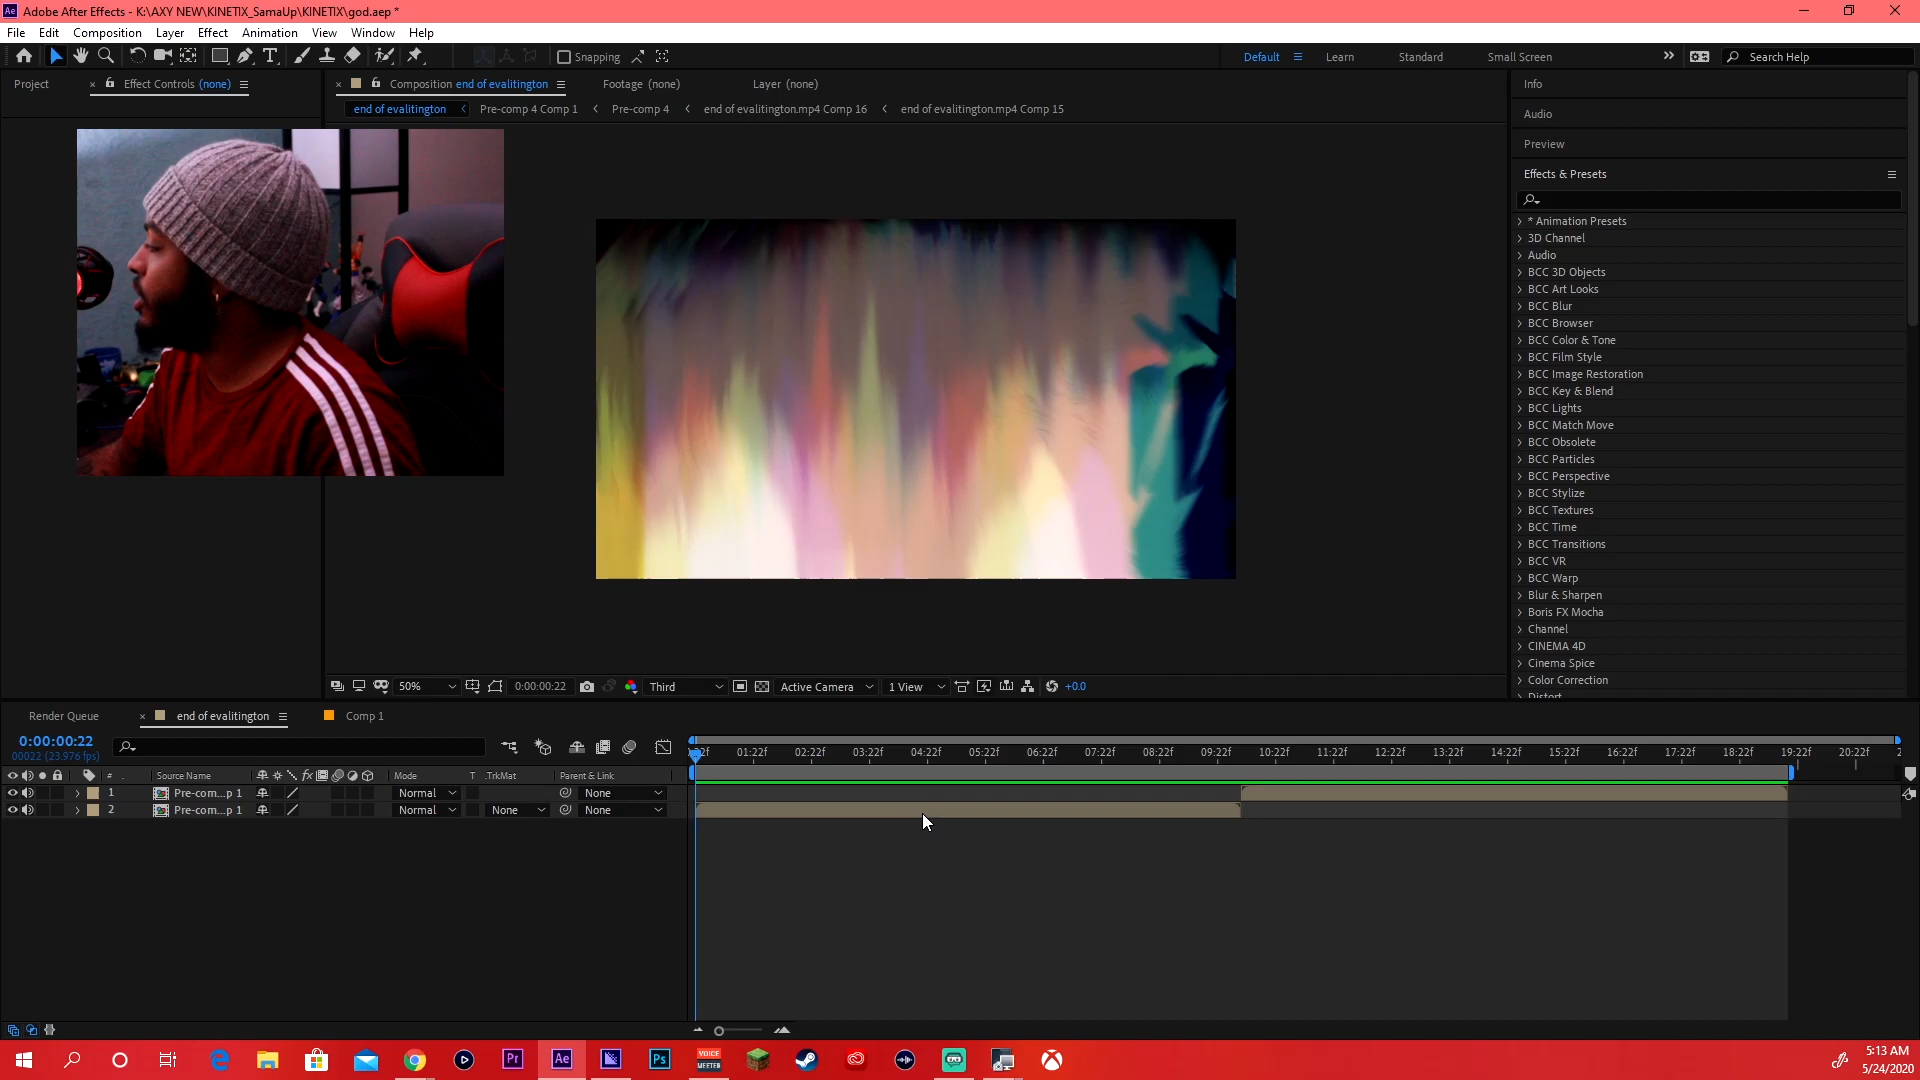 Ae Adobe After Effects - K:\AXY NEW\KINETIX_SamaUp\KINETIX\god.aep *
File Edit Composition Layer Effect Animation View Window Help
Snapping Default Learn Standard Small Screen Search Help
Project Effect Controls (none) Composition end of evalitington Footage (none) Layer (none) Info
end of evalitington Pre-comp 4 Comp 1 Pre-comp 4 end of evalitington.mp4 Comp 16 end of evalitington.mp4 Comp 15
Audio
Preview
Effects & Presets
* Animation Presets
3D Channel
Audio
BCC 3D Objects
BCC Art Looks
BCC Blur
BCC Browser
BCC Color & Tone
BCC Film Style
BCC Image Restoration
BCC Key & Blend
BCC Lights
BCC Match Move
BCC Obsolete
BCC Particles
BCC Perspective
BCC Stylize
BCC Textures
BCC Time
BCC Transitions
BCC VR
BCC Warp
Blur & Sharpen
Boris FX Mocha
Channel
CINEMA 4D
Cinema Spice
Color Correction
Distort
50% 0:00:00:22 Third Active Camera 1 View +0.0
Render Queue end of evalitington Comp 1
0:00:00:22
00022 (23.976 fps)
01:22f 02:22f 03:22f 04:22f 05:22f 06:22f 07:22f 08:22f 09:22f 10:22f 11:22f 12:22f 13:22f 14:22f 15:22f 16:22f 17:22f 18:22f 19:22f 20:22f
# Source Name fx Mode T .TrkMat Parent & Link
1 Pre-com...p 1 Normal None
2 Pre-com...p 1 Normal None None
Pr Ae Ps VOICE MEETER
5:13 AM
5/24/2020